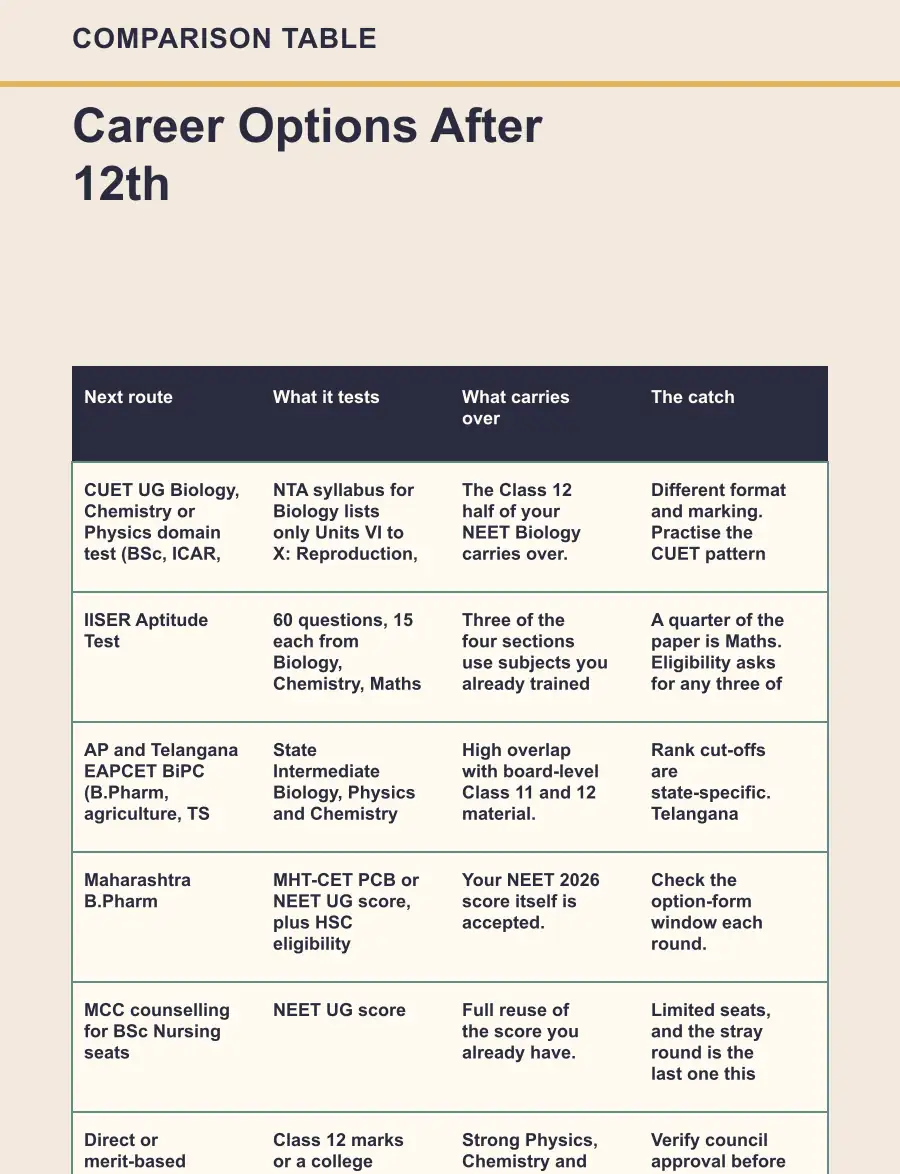 COMPARISON TABLE
Career Options After
12th
Next route
What it tests
What carries
over
The catch
CUET UG Biology,
Chemistry or
Physics domain
test (BSc, ICAR,
NTA syllabus for
Biology lists
only Units VI to
X: Reproduction,
The Class 12
half of your
NEET Biology
carries over.
Different format
and marking.
Practise the
CUET pattern
IISER Aptitude
Test
60 questions, 15
each from
Biology,
Chemistry, Maths
Three of the
four sections
use subjects you
already trained
A quarter of the
paper is Maths.
Eligibility asks
for any three of
AP and Telangana
EAPCET BiPC
(B.Pharm,
agriculture, TS
State
Intermediate
Biology, Physics
and Chemistry
High overlap
with board-level
Class 11 and 12
material.
Rank cut-offs
are
state-specific.
Telangana
Maharashtra
B.Pharm
MHT-CET PCB or
NEET UG score,
plus HSC
eligibility
Your NEET 2026
score itself is
accepted.
Check the
option-form
window each
round.
MCC counselling
for BSc Nursing
seats
NEET UG score
Full reuse of
the score you
already have.
Limited seats,
and the stray
round is the
last one this
Direct or
merit-based
Class 12 marks
or a college
Strong Physics,
Chemistry and
Verify council
approval before